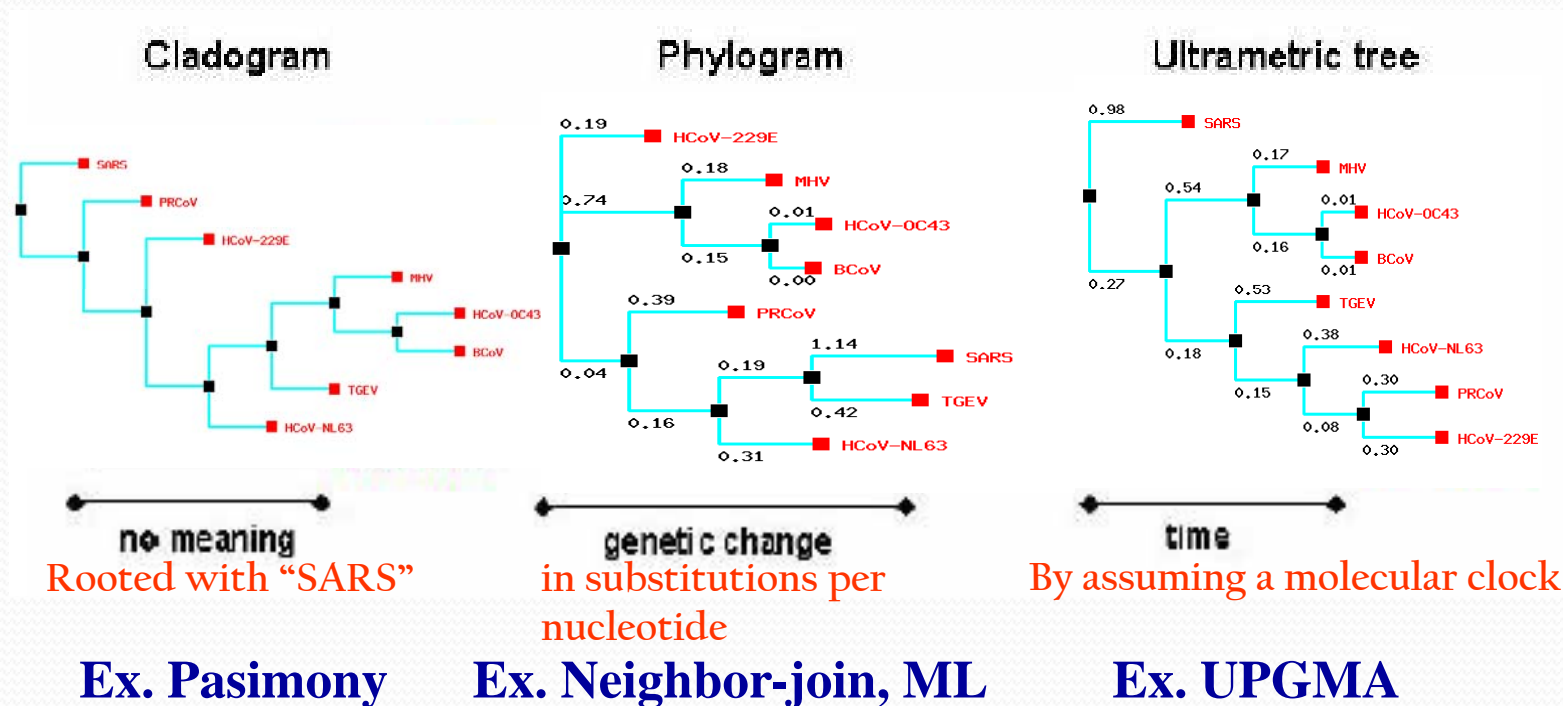 Cladogram
SARS
PRCoV
HCoV-229E
MHV
HCoV-OC43
BCoV
TGEV
HCoV-NL63
no meaning
Rooted with “SARS”
Ex. Pasimony
Phylogram
0.19
HCoV-229E
0.18
MHV
0.74
0.01
HCoV-OC43
0.15
BCoV
0.00
0.39
PRCoV
1.14
SARS
0.04
0.19
TGEV
0.42
0.16
HCoV-NL63
0.31
genetic change
in substitutions per
nucleotide
Ex. Neighbor-join, ML
Ultrametric tree
0.98
SARS
0.17
MHV
0.54
0.01
HCoV-OC43
0.16
BCoV
0.01
0.27
0.53
TGEV
0.38
HCoV-NL63
0.18
0.30
PRCoV
0.15
0.08
HCoV-229E
0.30
time
By assuming a molecular clock
Ex. UPGMA